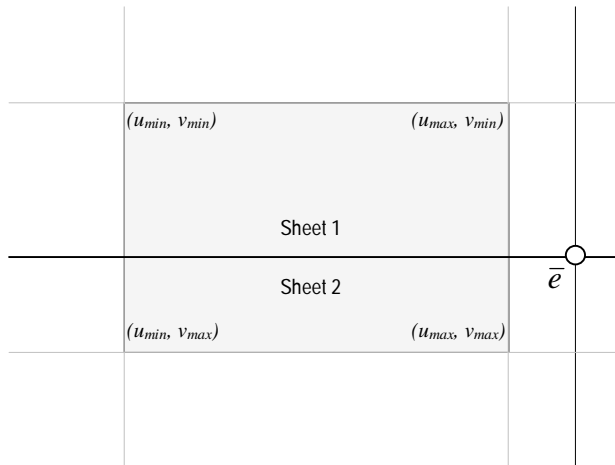 (umin, vmin) (umax, vmin)
Sheet 1
Sheet 2
e̅
(umin, vmax) (umax, vmax)